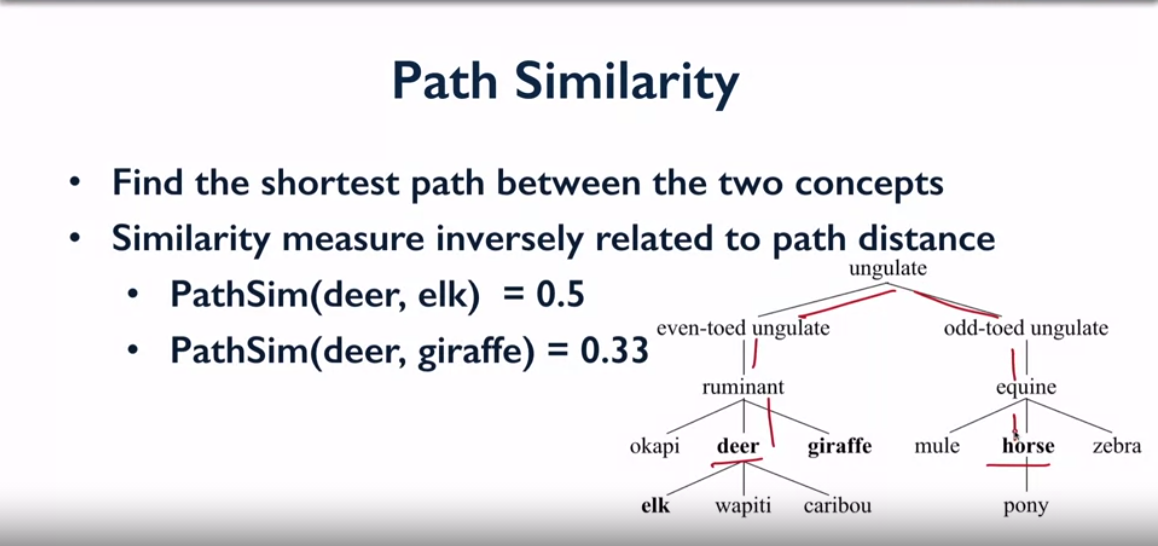 Path Similarity
• Find the shortest path between the two concepts
• Similarity measure inversely related to path distance
• PathSim(deer, elk) = 0.5
• PathSim(deer, giraffe) = 0.33
ungulate
even-toed ungulate odd-toed ungulate
ruminant equine
okapi deer giraffe mule horse zebra
elk wapiti caribou pony